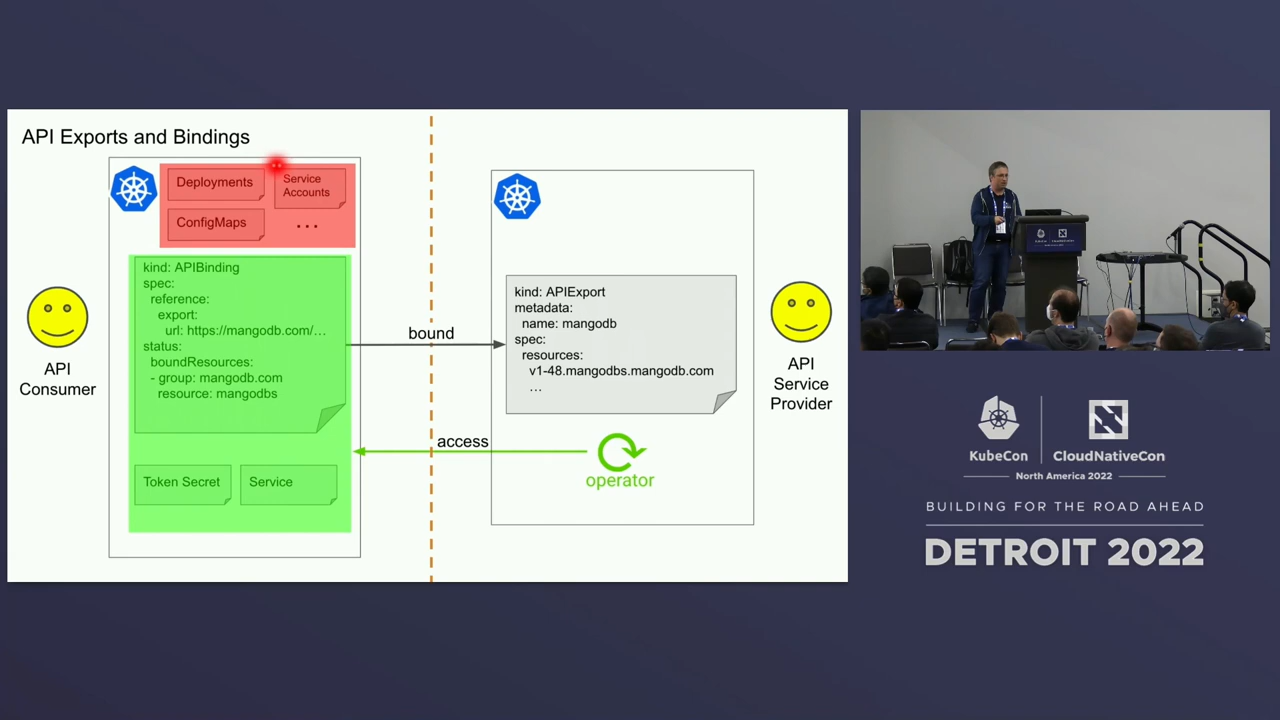 API Exports and Bindings
Deployments
Service
Accounts
ConfigMaps
...
kind: APIBinding
spec:
reference:
export:
url: https://mangodb.com/…
status:
boundResources:
- group: mangodb.com
resource: mangodbs
Token Secret
Service
API
Consumer
bound
access
kind: APIExport
metadata:
name: mangodb
spec:
resources:
v1-48.mangodbs.mangodb.com
…
operator
API
Service
Provider
KubeCon
CloudNativeCon
North America 2022
BUILDING FOR THE ROAD AHEAD
DETROIT 2022